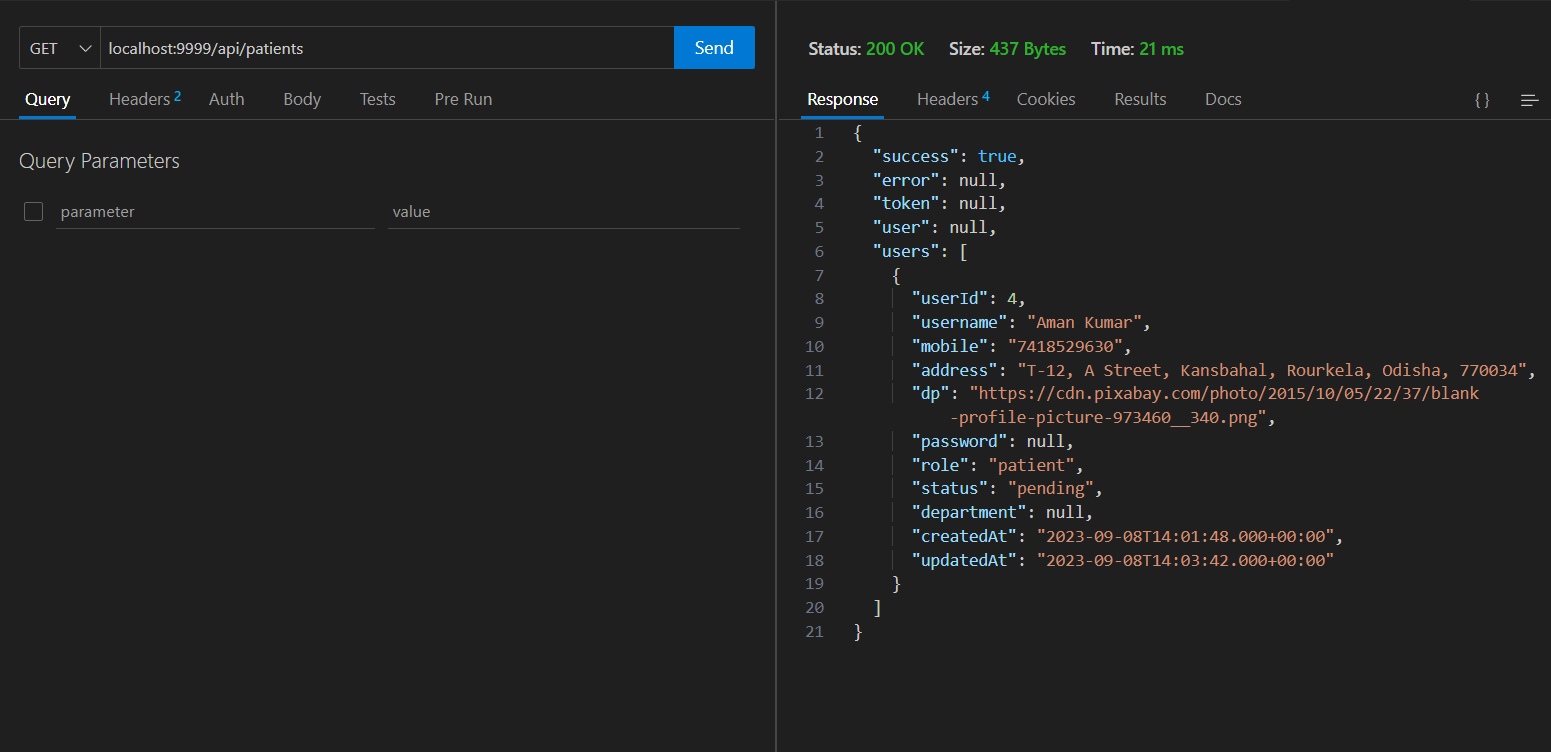 GET localhost:9999/api/patients Send
Query Headers 2 Auth Body Tests Pre Run
Query Parameters
parameter value
Status: 200 OK Size: 437 Bytes Time: 21 ms
Response Headers 4 Cookies Results Docs {}
1 {
2 "success": true,
3 "error": null,
4 "token": null,
5 "user": null,
6 "users": [
7 {
8 "userId": 4,
9 "username": "Aman Kumar",
10 "mobile": "7418529630",
11 "address": "T-12, A Street, Kansbahal, Rourkela, Odisha, 770034",
12 "dp": "https://cdn.pixabay.com/photo/2015/10/05/22/37/blank
-profile-picture-973460__340.png",
13 "password": null,
14 "role": "patient",
15 "status": "pending",
16 "department": null,
17 "createdAt": "2023-09-08T14:01:48.000+00:00",
18 "updatedAt": "2023-09-08T14:03:42.000+00:00"
19 }
20 ]
21 }